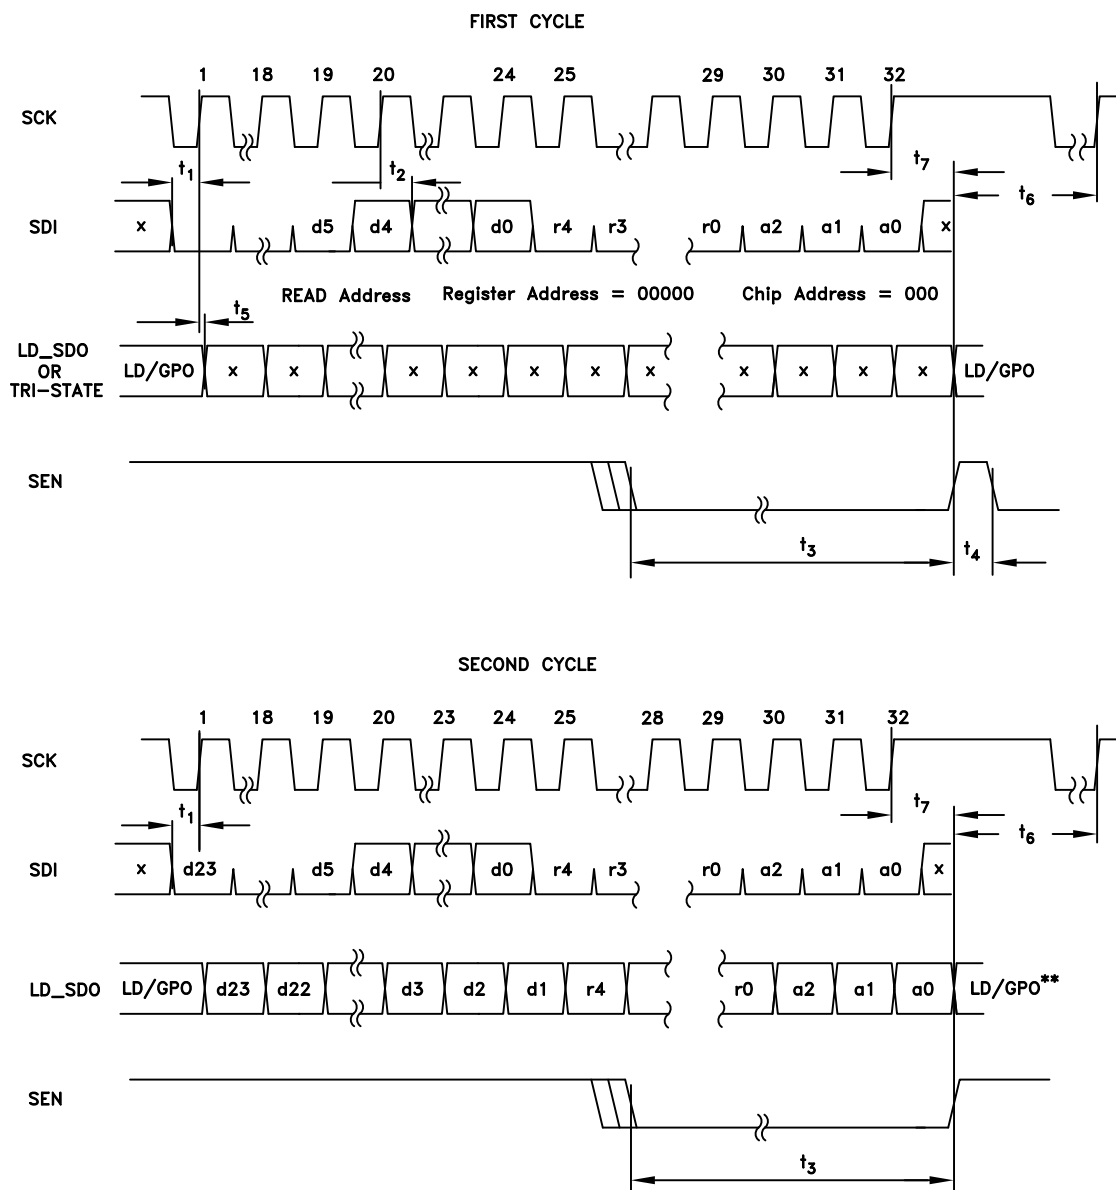 FIRST CYCLE
1 18 19 20 24 25 29 30 31 32
SCK
t1 t2 t7
t6
SDI x d5 d4 d0 r4 r3 r0 a2 a1 a0 x
READ Address Register Address = 00000 Chip Address = 000
t5
LD_SDO
OR
TRI-STATE
LD/GPO x x x x x x x x x x x LD/GPO
SEN
t3 t4
SECOND CYCLE
1 18 19 20 23 24 25 28 29 30 31 32
SCK
t1 t7
t6
SDI x d23 d5 d4 d0 r4 r3 r0 a2 a1 a0 x
LD_SDO LD/GPO d23 d22 d3 d2 d1 r4 r0 a2 a1 a0 LD/GPO**
SEN
t3